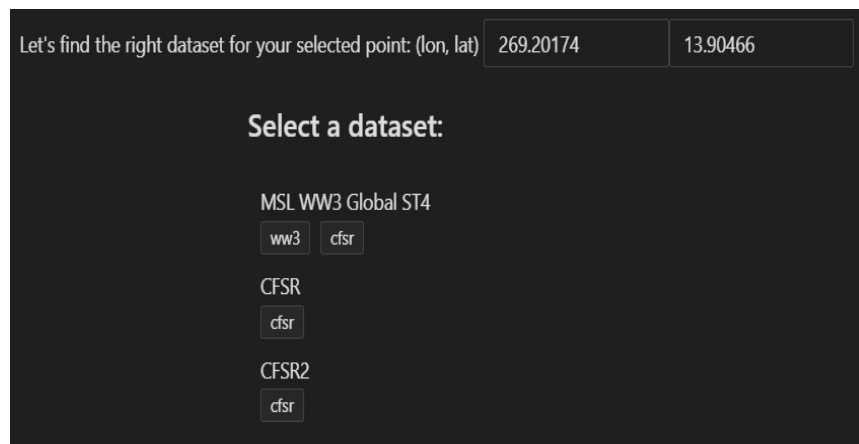 Let's find the right dataset for your selected point: (lon, lat) 269.20174 13.90466
Select a dataset:
MSL WW3 Global ST4
ww3 cfsr
CFSR
cfsr
CFSR2
cfsr